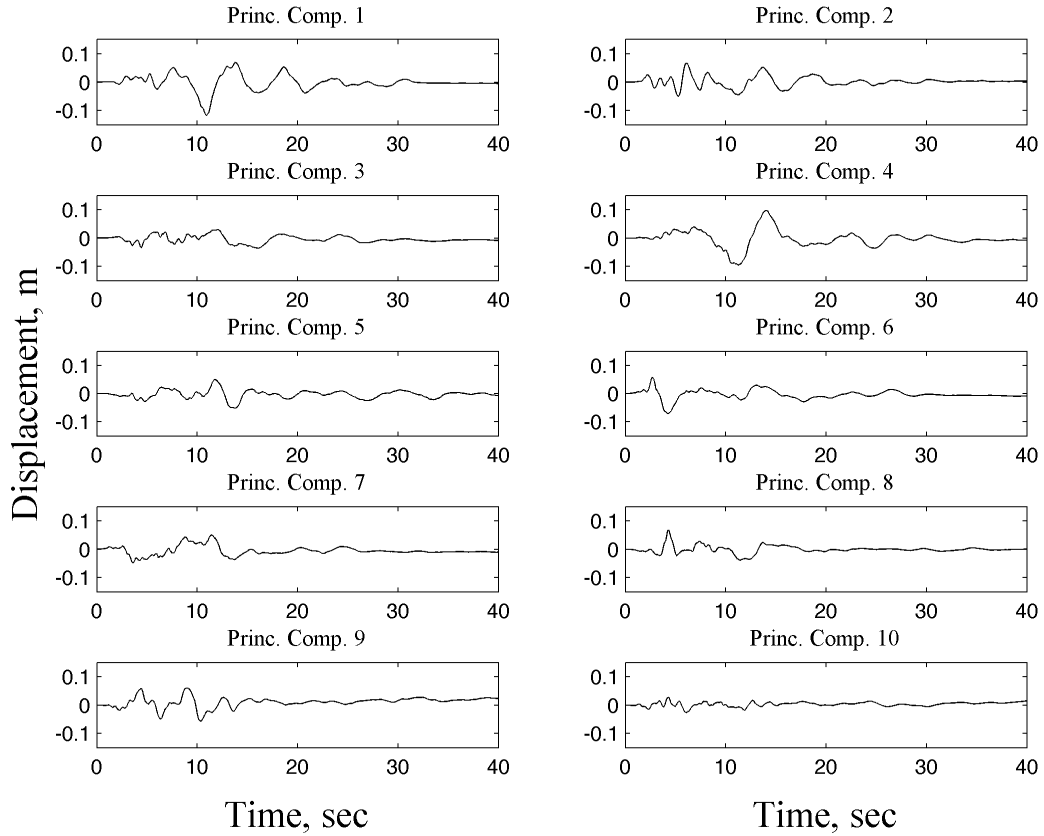 Princ. Comp. 1
Princ. Comp. 2
0.1
0
-0.1
0 10 20 30 40
0.1
0
-0.1
0 10 20 30 40
Princ. Comp. 3
Princ. Comp. 4
0.1
0
-0.1
0 10 20 30 40
0.1
0
-0.1
0 10 20 30 40
Princ. Comp. 5
Princ. Comp. 6
0.1
0
-0.1
0 10 20 30 40
0.1
0
-0.1
0 10 20 30 40
Princ. Comp. 7
Princ. Comp. 8
0.1
0
-0.1
0 10 20 30 40
0.1
0
-0.1
0 10 20 30 40
Princ. Comp. 9
Princ. Comp. 10
0.1
0
-0.1
0 10 20 30 40
0.1
0
-0.1
0 10 20 30 40
Displacement, m
Time, sec
Time, sec